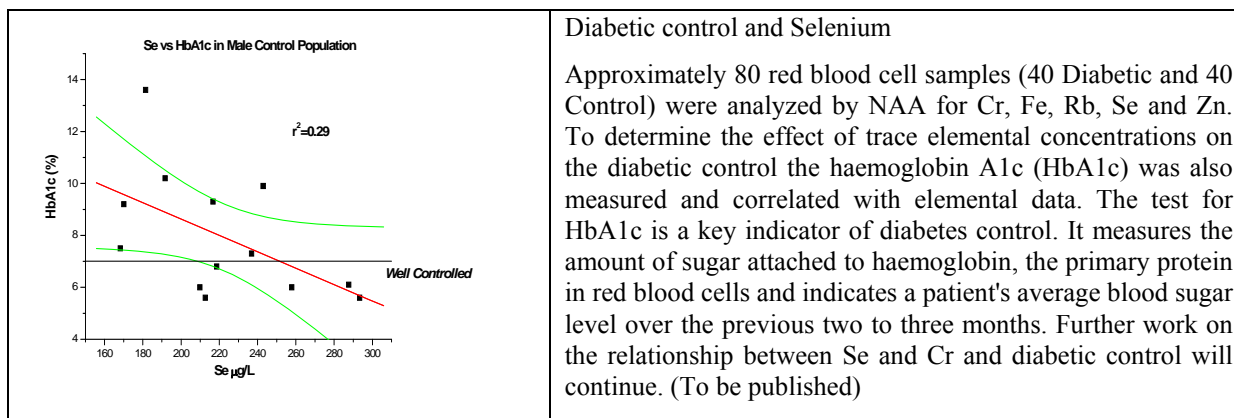 Se vs HbA1c in Male Control Population
14
12
10
8
6
4
HbA1c (%)
r²=0.29
Well Controlled
160 180 200 220 240 260 280 300
Se µg/L
Diabetic control and Selenium
Approximately 80 red blood cell samples (40 Diabetic and 40
Control) were analyzed by NAA for Cr, Fe, Rb, Se and Zn.
To determine the effect of trace elemental concentrations on
the diabetic control the haemoglobin A1c (HbA1c) was also
measured and correlated with elemental data. The test for
HbA1c is a key indicator of diabetes control. It measures the
amount of sugar attached to haemoglobin, the primary protein
in red blood cells and indicates a patient's average blood sugar
level over the previous two to three months. Further work on
the relationship between Se and Cr and diabetic control will
continue. (To be published)